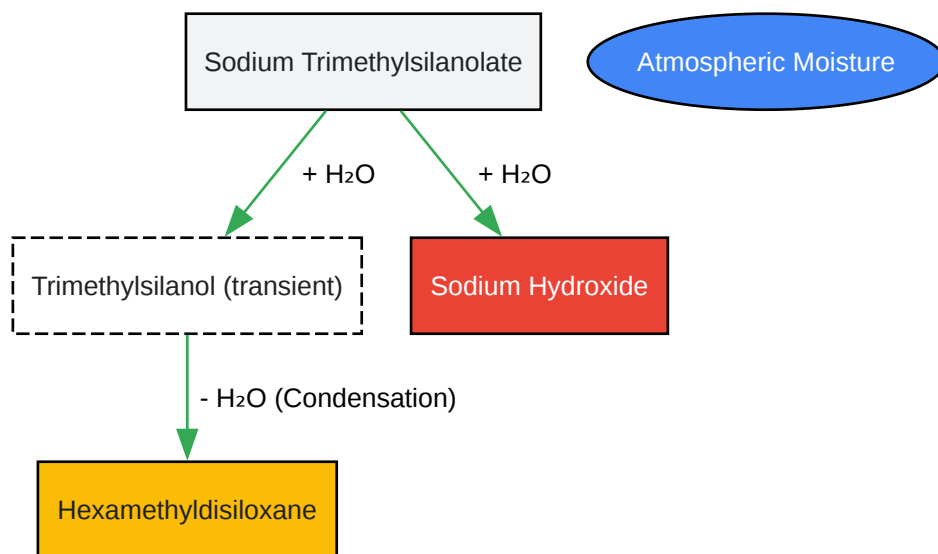 Sodium Trimethylsilanolate
Atmospheric Moisture
+ H₂O
+ H₂O
Trimethylsilanol (transient)
Sodium Hydroxide
- H₂O (Condensation)
Hexamethyldisiloxane